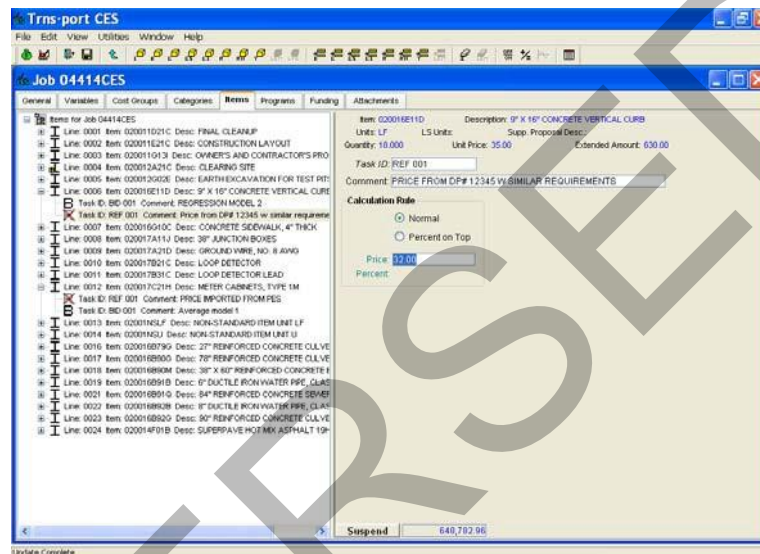 Trns·port CES
File Edit View Utilities Window Help
Job 04414CES
General Variables Cost Groups Categories Items Programs Funding Attachments
Items for Job 04414CES
Line: 0001 Item: 020011D21C Desc: FINAL CLEANUP
Line: 0002 Item: 020011E21C Desc: CONSTRUCTION LAYOUT
Line: 0003 Item: 020011G13I Desc: OWNER'S AND CONTRACTOR'S PRO
Line: 0004 Item: 020012A21C Desc: CLEARING SITE
Line: 0005 Item: 020012G02E Desc: EARTH EXCAVATION FOR TEST PITS
Line: 0006 Item: 020016E11D Desc: 9" X 16" CONCRETE VERTICAL CURB
Task ID: BID 001 Comment: REGRESSION MODEL 2
Task ID: REF 001 Comment: Price from DP# 12345 w similar requireme
Line: 0007 Item: 020016G10C Desc: CONCRETE SIDEWALK, 4" THICK
Line: 0008 Item: 020017A11J Desc: 38" JUNCTION BOXES
Line: 0009 Item: 020017A21D Desc: GROUND WIRE, NO. 8 AWG
Line: 0010 Item: 020017B21C Desc: LOOP DETECTOR
Line: 0011 Item: 020017B31C Desc: LOOP DETECTOR LEAD
Line: 0012 Item: 020017C21H Desc: METER CABINETS, TYPE 1M
Task ID: REF 001 Comment: PRICE IMPORTED FROM PES
Task ID: BID 001 Comment: Average model 1
Line: 0013 Item: 02001NSLF Desc: NON-STANDARD ITEM UNIT LF
Line: 0014 Item: 02001NSU Desc: NON-STANDARD ITEM UNIT U
Line: 0016 Item: 020016B79G Desc: 27" REINFORCED CONCRETE CULVE
Line: 0017 Item: 020016B90G Desc: 78" REINFORCED CONCRETE CULVE
Line: 0018 Item: 020016B90M Desc: 38" X 60" REINFORCED CONCRETE E
Line: 0019 Item: 020016B91B Desc: 6" DUCTILE IRON WATER PIPE, CLAS
Line: 0021 Item: 020016B91Q Desc: 84" REINFORCED CONCRETE SEWER
Line: 0022 Item: 020016B92B Desc: 8" DUCTILE IRON WATER PIPE, CLAS
Line: 0023 Item: 020016B92G Desc: 90" REINFORCED CONCRETE CULVE
Line: 0024 Item: 020014F01B Desc: SUPERPAVE HOT MIX ASPHALT 19H
Item: 020016E11D Description: 9" X 16" CONCRETE VERTICAL CURB
Units: LF LS Units: Supp. Proposal Desc.:
Quantity: 18.000 Unit Price: 35.00 Extended Amount: 630.00
Task ID: REF 001
Comment: PRICE FROM DP# 12345 W SIMILAR REQUIREMENTS
Calculation Rule
Normal
Percent on Top
Price: 32.00
Percent:
Suspend 640,702.96
Update Complete